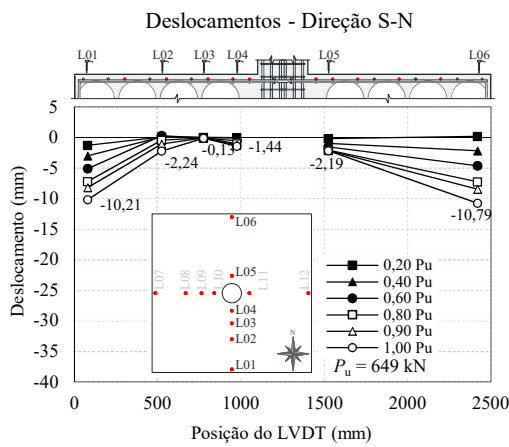 Deslocamentos - Direção S-N
L01 L02 L03 L04 L05 L06
5
0
-5
-10
-15
-20
-25
-30
-35
-40
Deslocamento (mm)
-10,21
-2,24
-0,13
-1,44
-2,19
-10,79
L06
L05
L07 L08 L09 L10 L11 L12
L04
L03
L02
L01
N
0,20 Pu
0,40 Pu
0,60 Pu
0,80 Pu
0,90 Pu
1,00 Pu
Pu = 649 kN
0 500 1000 1500 2000 2500
Posição do LVDT (mm)